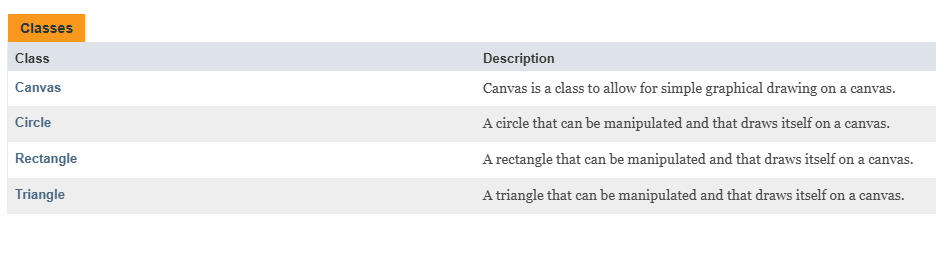 Classes
Class Description
Canvas Canvas is a class to allow for simple graphical drawing on a canvas.
Circle A circle that can be manipulated and that draws itself on a canvas.
Rectangle A rectangle that can be manipulated and that draws itself on a canvas.
Triangle A triangle that can be manipulated and that draws itself on a canvas.